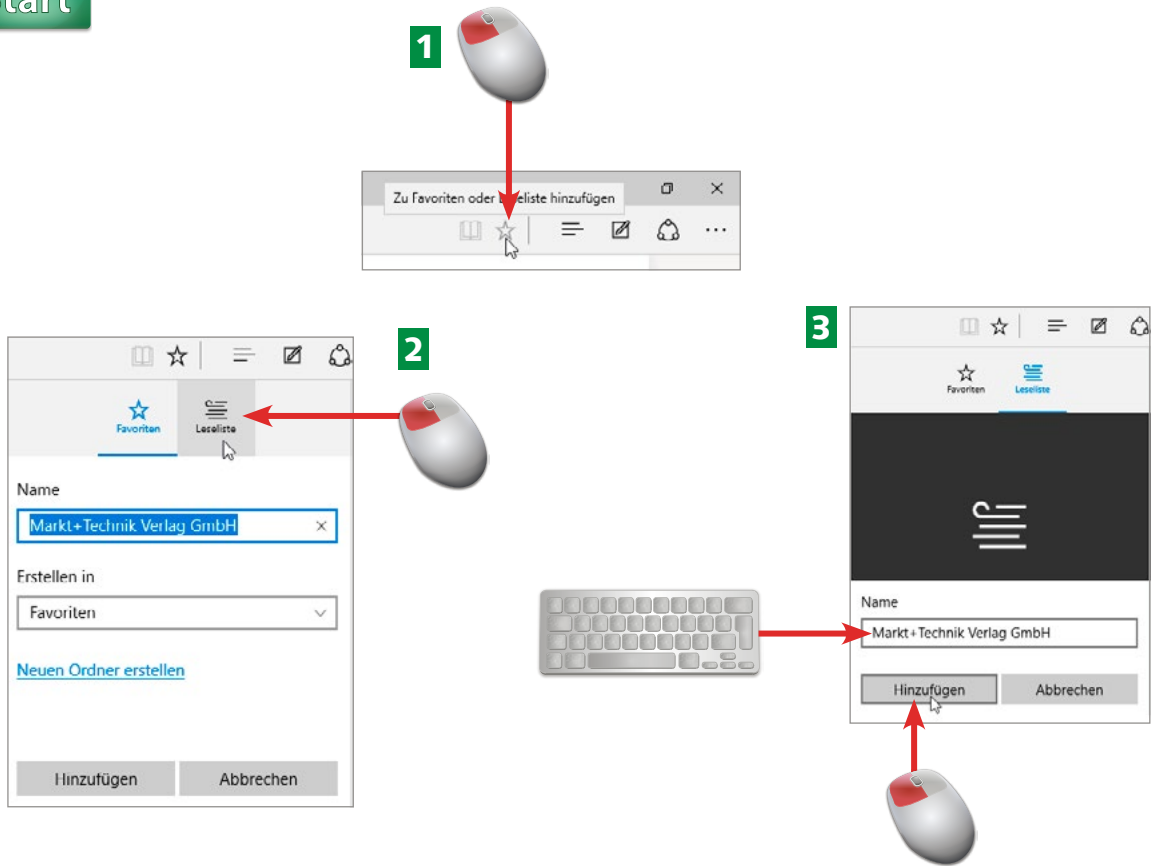 Start
1
Zu Favoriten oder Leseliste hinzufügen
2
Favoriten
Leseliste
Name
Markt+Technik Verlag GmbH
Erstellen in
Favoriten
Neuen Ordner erstellen
Hinzufügen
Abbrechen
3
Favoriten
Leseliste
Name
Markt+Technik Verlag GmbH
Hinzufügen
Abbrechen